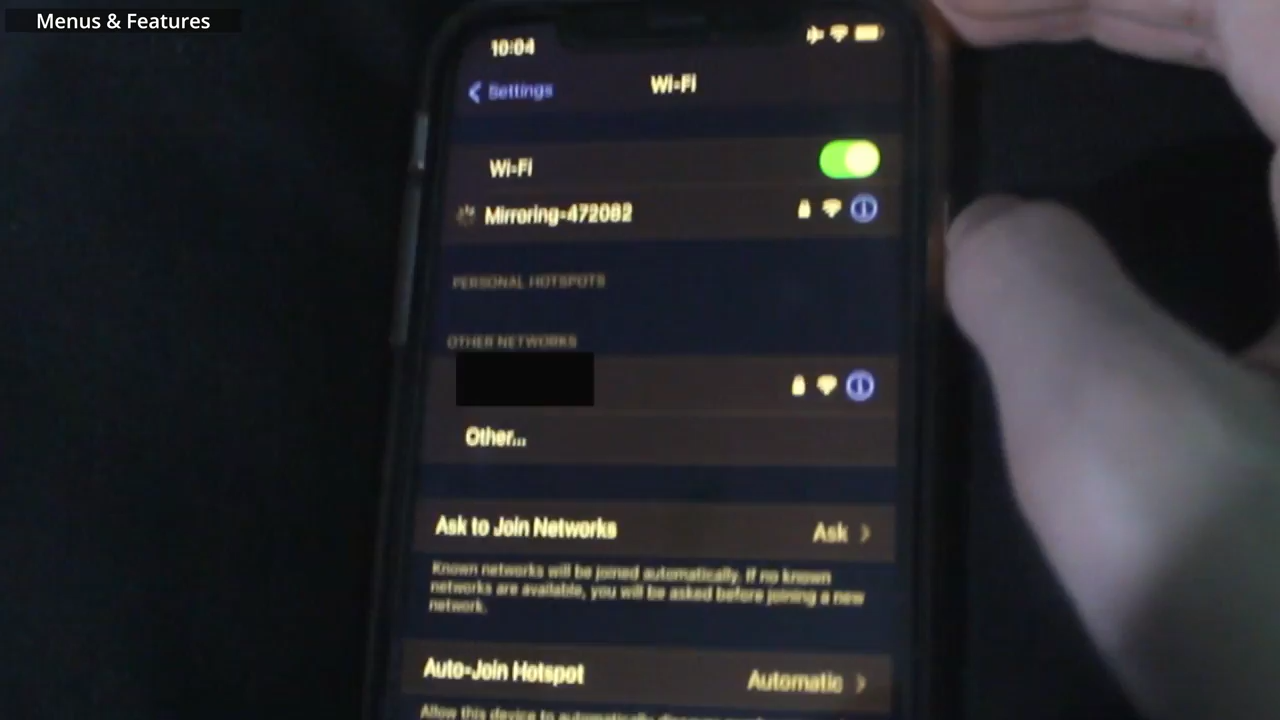 Menus & Features
10:04
Settings
Wi-Fi
Wi-Fi
Mirroring-472082
PERSONAL HOTSPOTS
OTHER NETWORKS
Other...
Ask to Join Networks
Ask
Known networks will be joined automatically. If no known
networks are available, you will be asked before joining a new
network.
Auto-Join Hotspot
Automatic
Allow this device to automatically